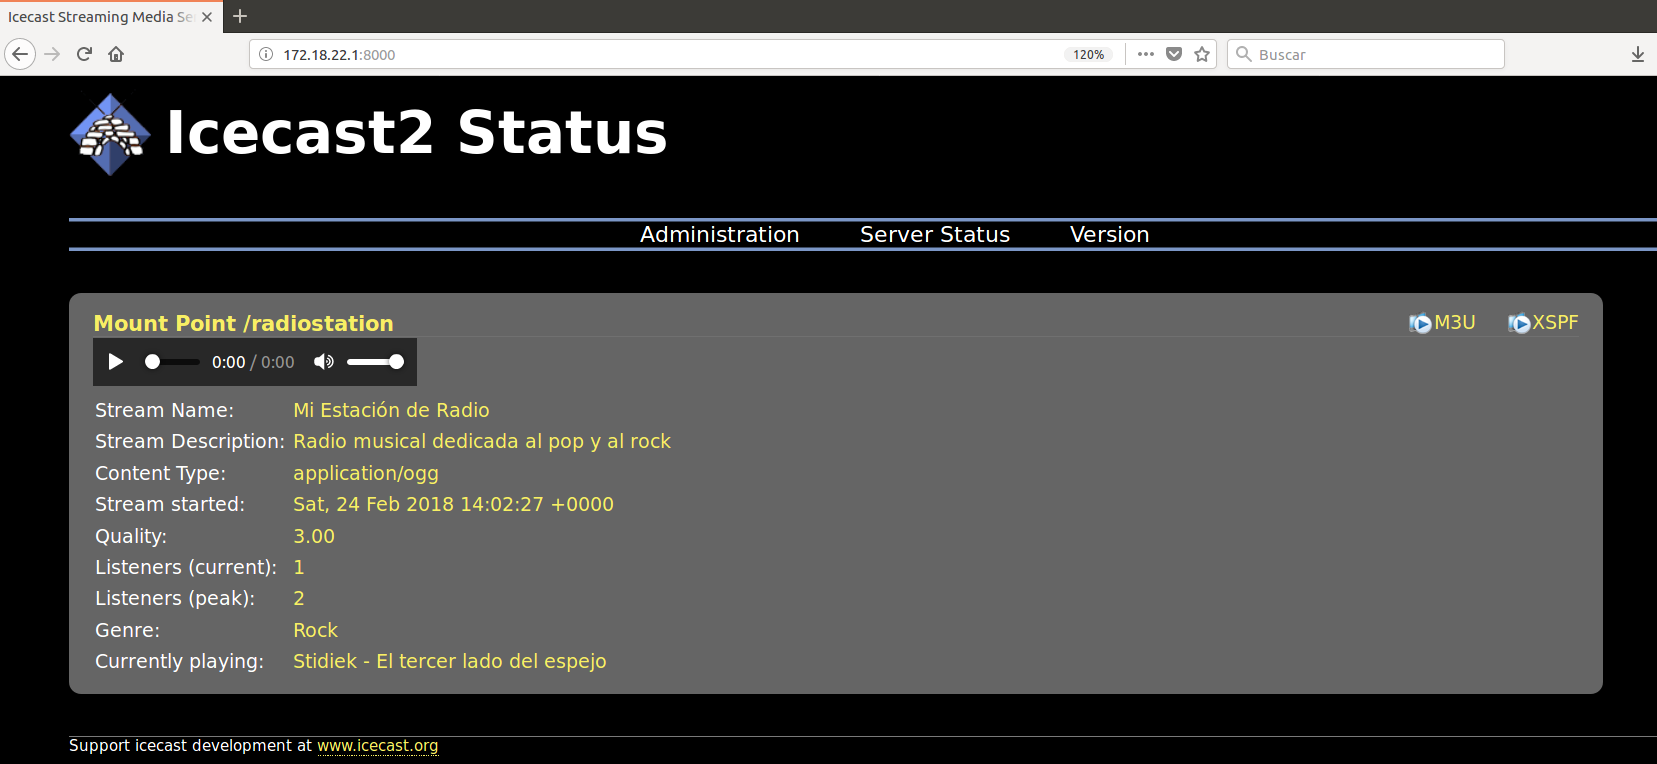 Icecast Streaming Media Se
172.18.22.1:8000 120% Buscar
Icecast2 Status
Administration Server Status Version
Mount Point /radiostation M3U XSPF
0:00 / 0:00
Stream Name: Mi Estación de Radio
Stream Description: Radio musical dedicada al pop y al rock
Content Type: application/ogg
Stream started: Sat, 24 Feb 2018 14:02:27 +0000
Quality: 3.00
Listeners (current): 1
Listeners (peak): 2
Genre: Rock
Currently playing: Stidiek - El tercer lado del espejo
Support icecast development at www.icecast.org